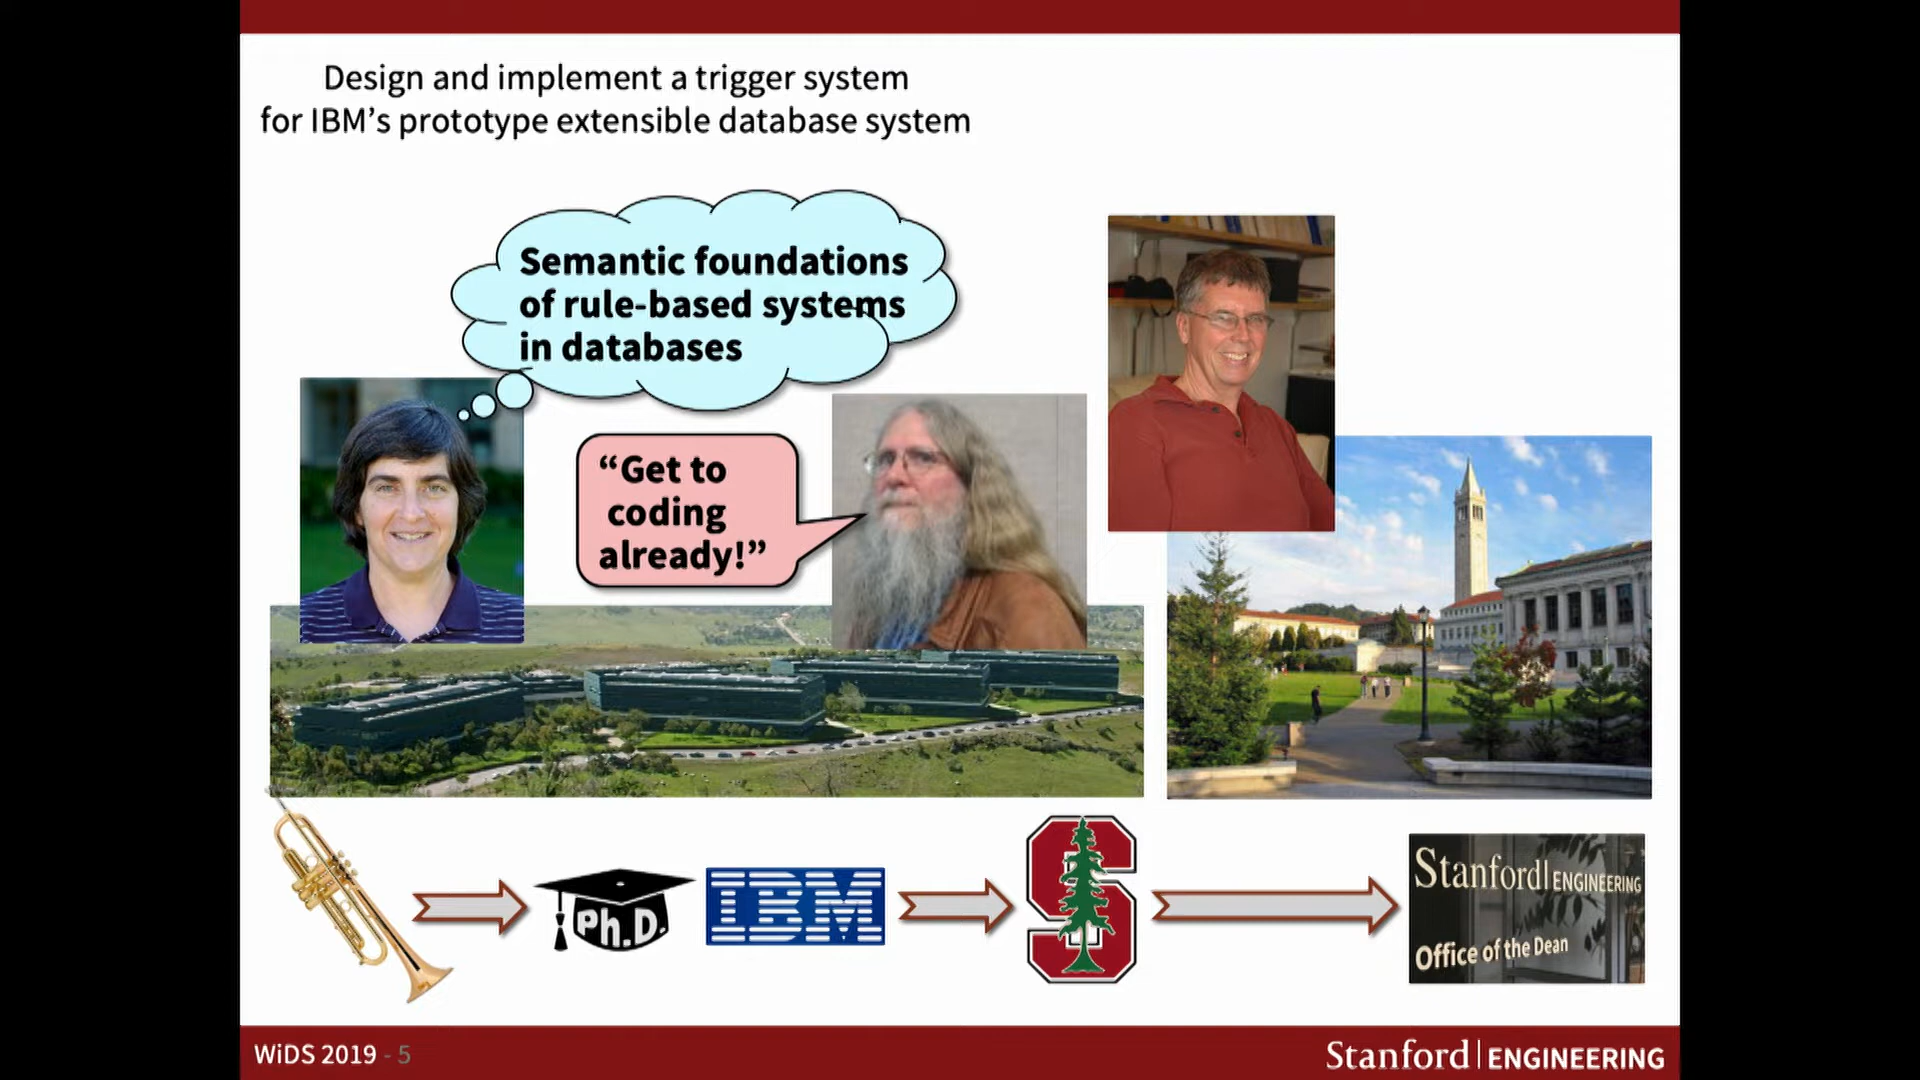 Design and implement a trigger system
for IBM's prototype extensible database system
Semantic foundations
of rule-based systems
in databases
"Get to
coding
already!"
Ph.D.
IBM
S
Stanford | ENGINEERING
Office of the Dean
WiDS 2019 - 5
Stanford | ENGINEERING